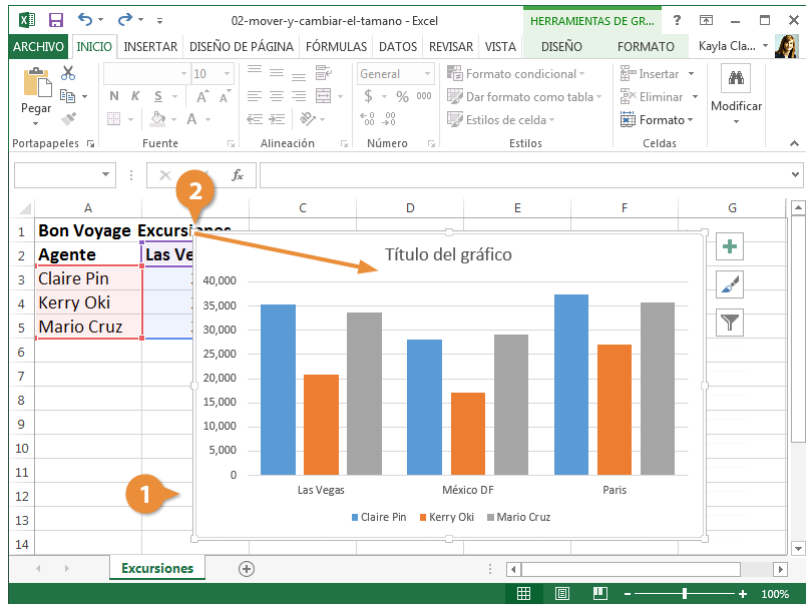 02-mover-y-cambiar-el-tamano - Excel
HERRAMIENTAS DE GR... ?
ARCHIVO INICIO INSERTAR DISEÑO DE PÁGINA FÓRMULAS DATOS REVISAR VISTA DISEÑO FORMATO Kayla Cla...
Pegar
N K S 10 A A A
General
$ - % 000
Formato condicional
Dar formato como tabla
Estilos de celda
Insertar
Eliminar
Formato
Modificar
Portapapeles Fuente Alineación Número Estilos Celdas
fx
2
A C D E F G
1 Bon Voyage Excursiones
2 Agente Las Ve
3 Claire Pin
4 Kerry Oki
5 Mario Cruz
6
7
8
9
10
11
12
13
14
Título del gráfico
40,000
35,000
30,000
25,000
20,000
15,000
10,000
5,000
0
Las Vegas México DF Paris
Claire Pin Kerry Oki Mario Cruz
1
Excursiones
100%